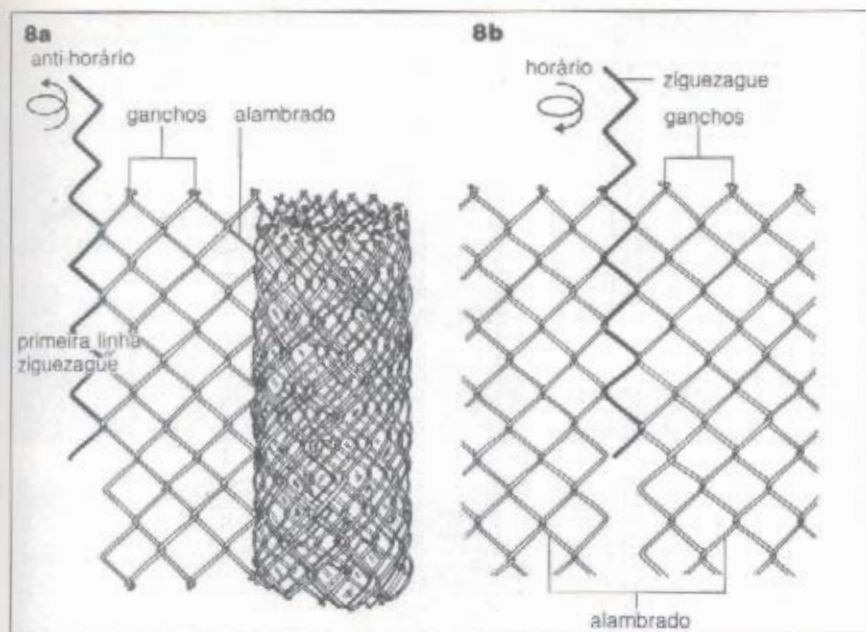 8a
anti-horário
ganchos
alambrado
primeira linha
ziguezague
8b
horário
ziguezague
ganchos
alambrado